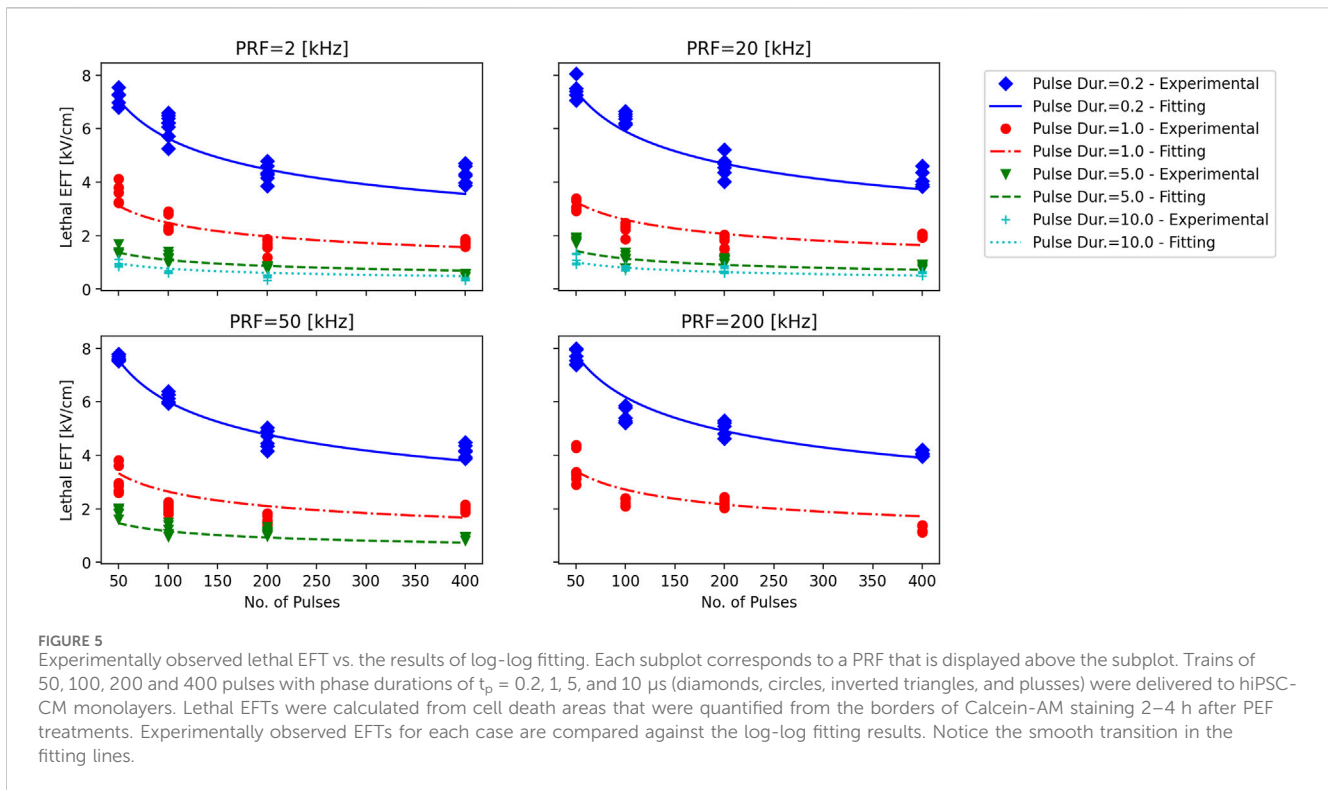 PRF=2 [kHz]
PRF=20 [kHz]
8
6
4
2
0
Lethal EFT [kV/cm]
Pulse Dur.=0.2 - Experimental
Pulse Dur.=0.2 - Fitting
Pulse Dur.=1.0 - Experimental
Pulse Dur.=1.0 - Fitting
Pulse Dur.=5.0 - Experimental
Pulse Dur.=5.0 - Fitting
Pulse Dur.=10.0 - Experimental
Pulse Dur.=10.0 - Fitting
PRF=50 [kHz]
PRF=200 [kHz]
8
6
4
2
0
Lethal EFT [kV/cm]
50 100 150 200 250 300 350 400
No. of Pulses
50 100 150 200 250 300 350 400
No. of Pulses
FIGURE 5
Experimentally observed lethal EFT vs. the results of log-log fitting. Each subplot corresponds to a PRF that is displayed above the subplot. Trains of
50, 100, 200 and 400 pulses with phase durations of tp = 0.2, 1, 5, and 10 µs (diamonds, circles, inverted triangles, and plusses) were delivered to hiPSC-
CM monolayers. Lethal EFTs were calculated from cell death areas that were quantified from the borders of Calcein-AM staining 2–4 h after PEF
treatments. Experimentally observed EFTs for each case are compared against the log-log fitting results. Notice the smooth transition in the
fitting lines.